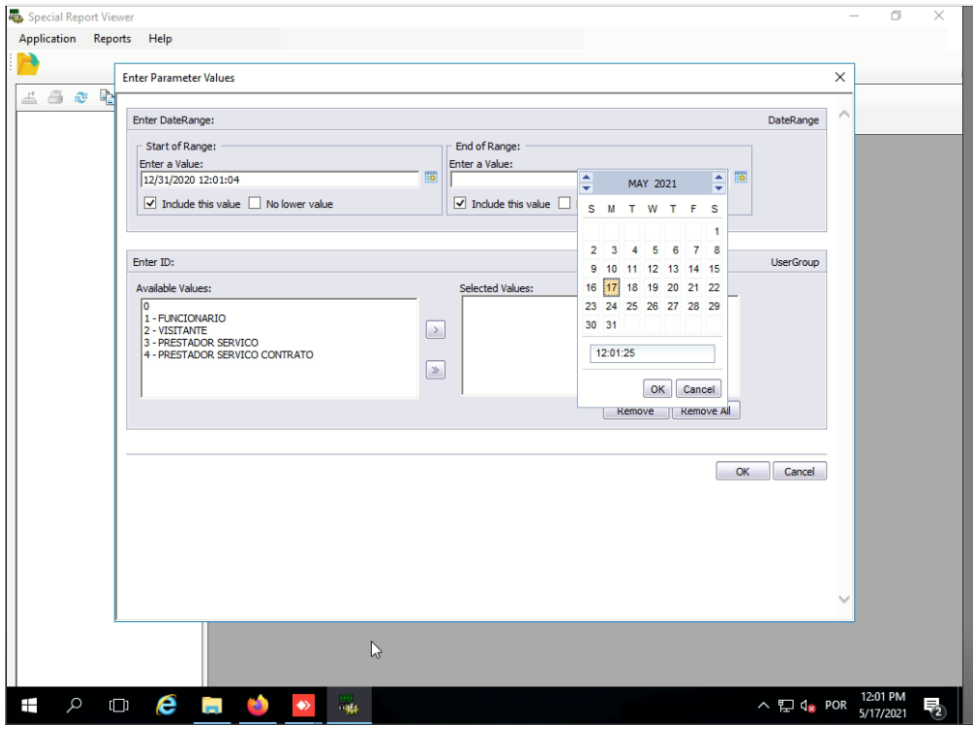 Special Report Viewer
Application Reports Help
Enter Parameter Values
Enter DateRange: DateRange
Start of Range: End of Range:
Enter a Value: Enter a Value:
12/31/2020 12:01:04
Include this value No lower value Include this value
MAY 2021
S M T W T F S
1
2 3 4 5 6 7 8
9 10 11 12 13 14 15
16 17 18 19 20 21 22
23 24 25 26 27 28 29
30 31
12:01:25
OK Cancel
Enter ID: UserGroup
Available Values: Selected Values:
0
1 - FUNCIONARIO
2 - VISITANTE
3 - PRESTADOR SERVICO
4 - PRESTADOR SERVICO CONTRATO
> 
»
Remove Remove All
OK Cancel
POR
12:01 PM
5/17/2021
2